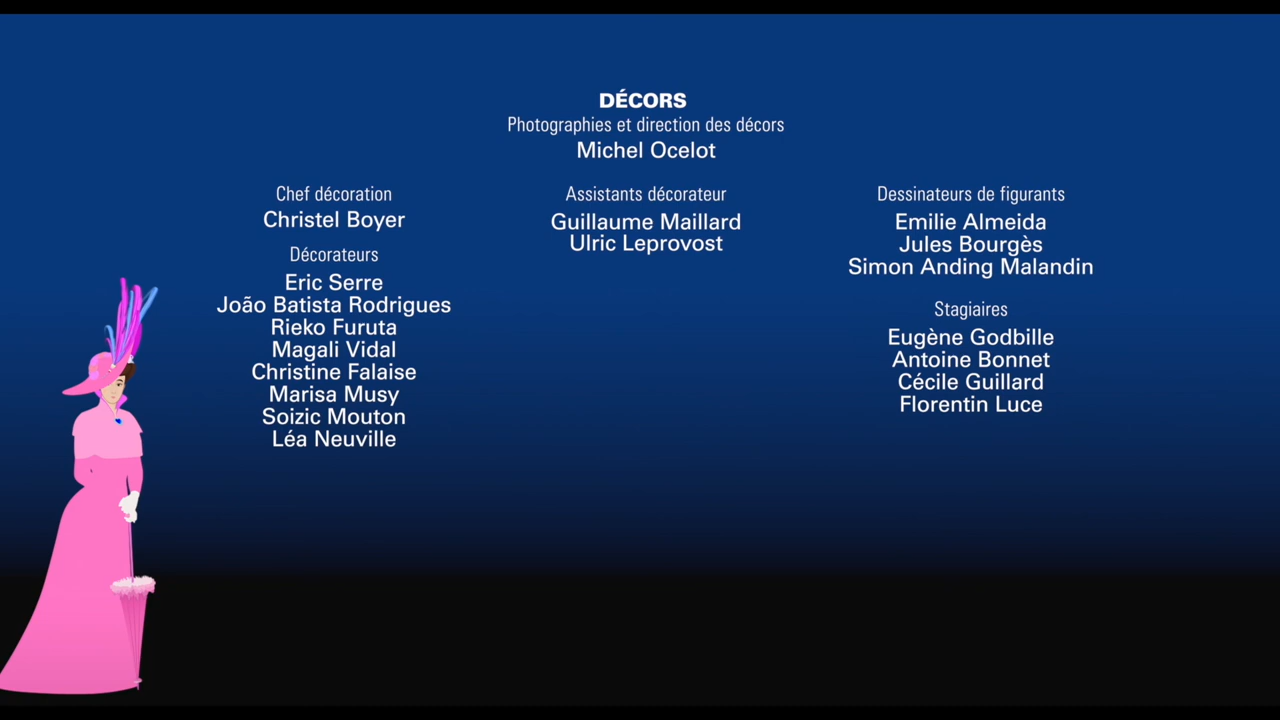 DÉCORS
Photographies et direction des décors
Michel Ocelot
Chef décoration
Christel Boyer
Décorateurs
Eric Serre
João Batista Rodrigues
Rieko Furuta
Magali Vidal
Christine Falaise
Marisa Musy
Soizic Mouton
Léa Neuville
Assistants décorateur
Guillaume Maillard
Ulric Leprovost
Dessinateurs de figurants
Emilie Almeida
Jules Bourgès
Simon Anding Malandin
Stagiaires
Eugène Godbille
Antoine Bonnet
Cécile Guillard
Florentin Luce